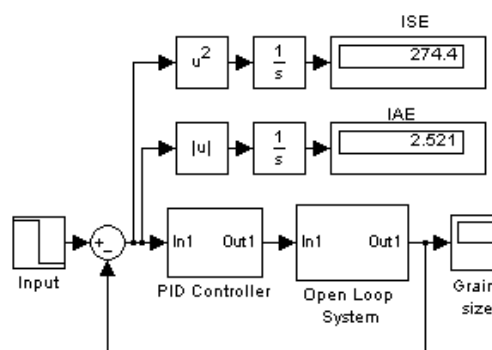 ISE
u2
1
s
274.4
IAE
|u|
1
s
2.521
+
−
In1 Out1
In1 Out1
Input
PID Controller
Open Loop
System
Grain
size